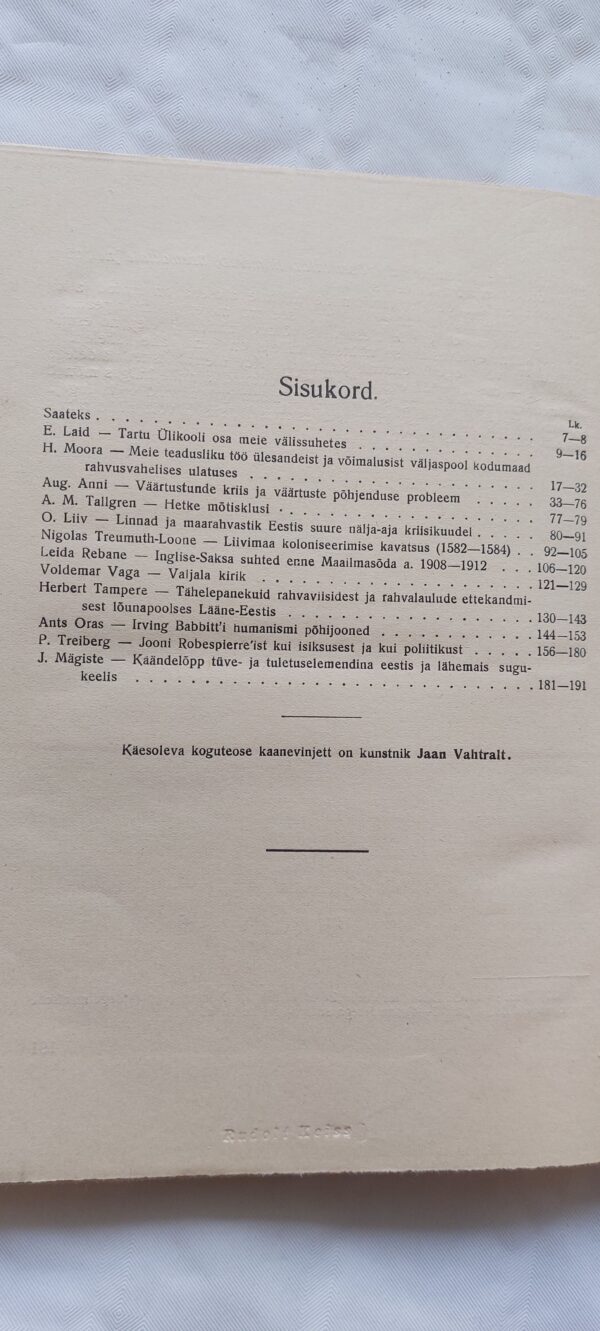 Sisukord.
Lk.
Saateks . . . . . . . . . . . . . . . . . . . . . . . . . . . . 7—8
E. Laid — Tartu Ülikooli osa meie välissuhetes . . . . . . . . . . . 9—16
H. Moora — Meie teadusliku töö ülesandeist ja võimalusist väljaspool kodumaad
rahvusvahelises ulatuses . . . . . . . . . . . . . . . . . . 17—32
Aug. Anni — Väärtustunde kriis ja väärtuste põhjenduse probleem . . . . . 33—76
A. M. Tallgren — Hetke mõtisklusi . . . . . . . . . . . . . . . . 77—79
O. Liiv — Linnad ja maarahvastik Eestis suure nälja-aja kriisikuudel . . . . . 80—91
Nigolas Treumuth-Loone — Liivimaa koloniseerimise kavatsus (1582—1584) . . 92—105
Leida Rebane — Inglise-Saksa suhted enne Maailmasõda a. 1908—1912 . . . 106—120
Voldemar Vaga — Valjala kirik . . . . . . . . . . . . . . . . . . 121—129
Herbert Tampere — Tähelepanekuid rahvaviisidest ja rahvalaulude ettekandmi-
sest lõunapoolses Lääne-Eestis . . . . . . . . . . . . . . . 130—143
Ants Oras — Irving Babbitt'i humanismi põhijooned . . . . . . . . . . . 144—153
P. Treiberg — Jooni Robespierre'ist kui isiksusest ja kui poliitikust . . . . . 156—180
J. Mägiste — Käändelõpp tüve- ja tuletuselemendina eestis ja lähemais sugu-
keelis . . . . . . . . . . . . . . . . . . . . . . . . . . . 181—191
Käesoleva koguteose kaanevinjett on kunstnik Jaan Vahtralt.